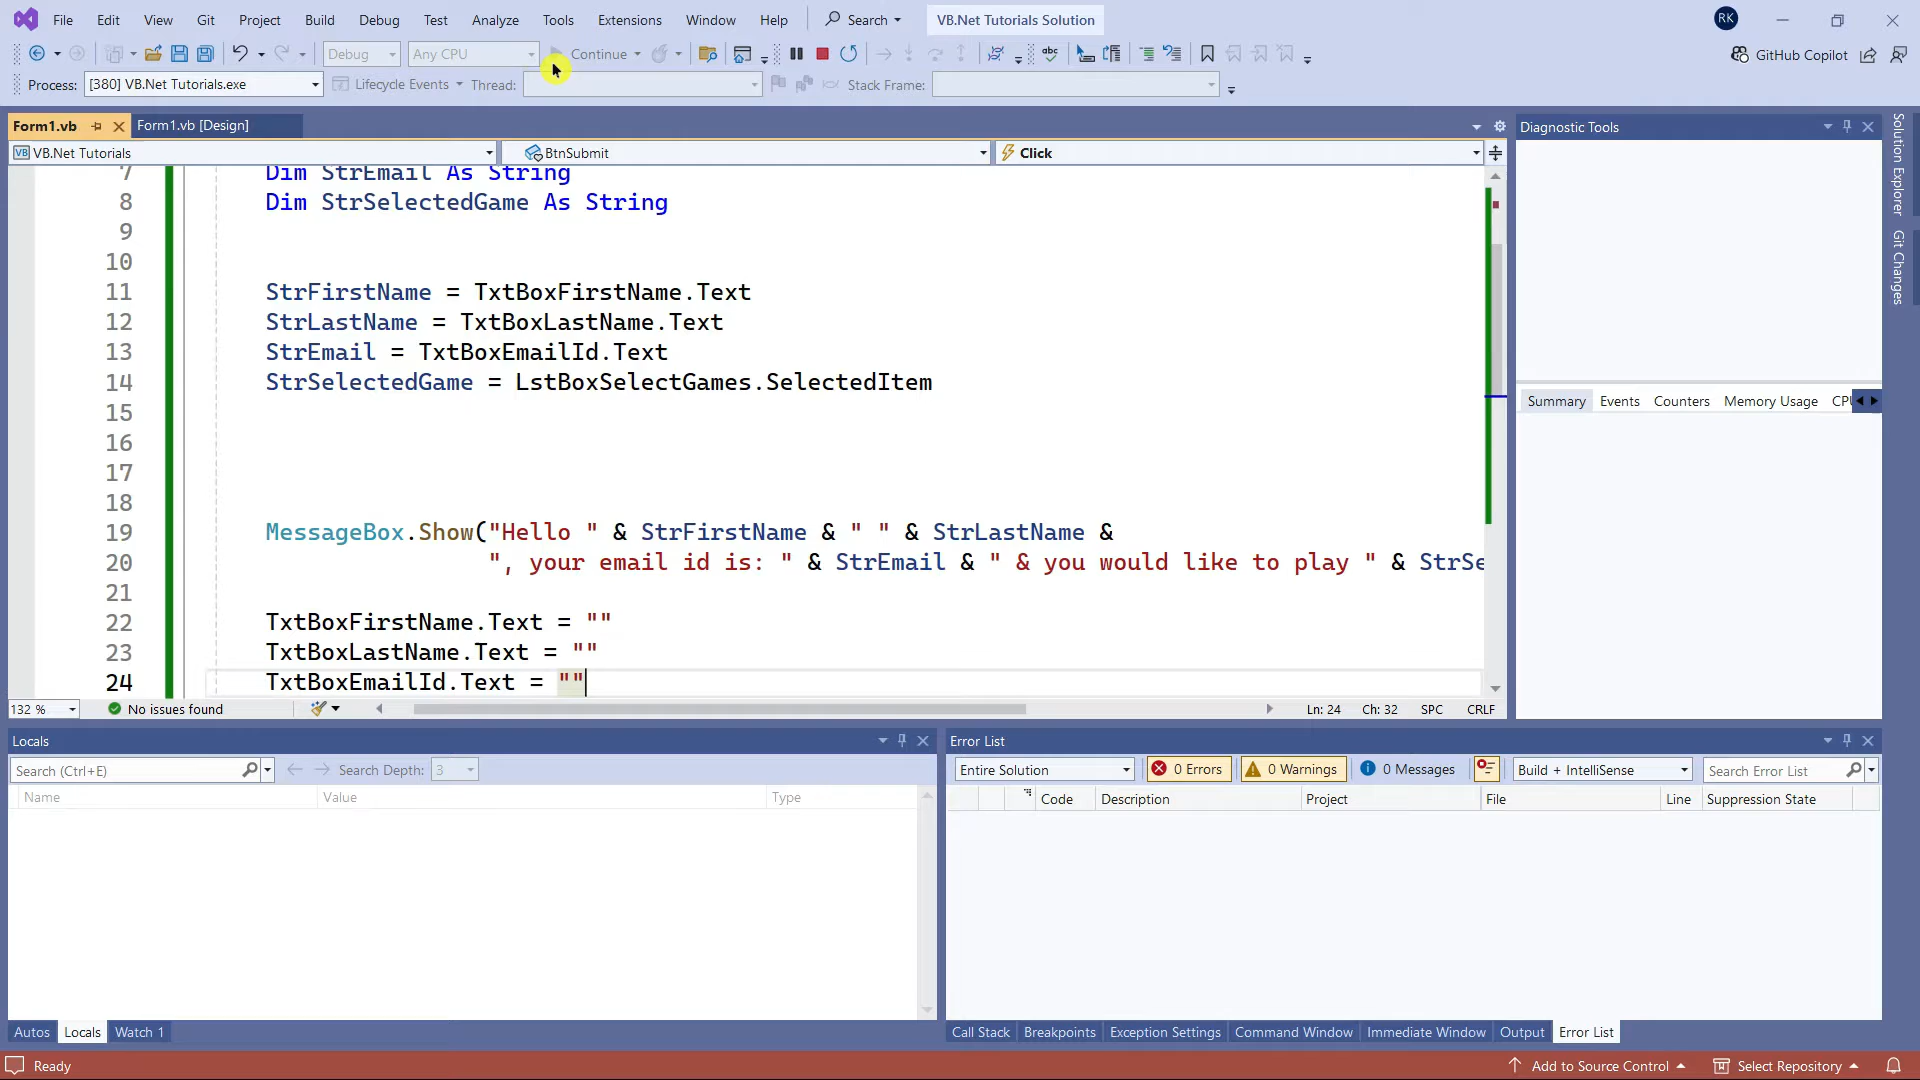 File Edit View Git Project Build Debug Test Analyze Tools Extensions Window Help Search VB.Net Tutorials Solution RK
Debug Any CPU Continue abc GitHub Copilot
Process: [380] VB.Net Tutorials.exe Lifecycle Events Thread: Stack Frame:
Form1.vb Form1.vb [Design] Diagnostic Tools
VB VB.Net Tutorials BtnSubmit Click
7 Dim StrEmail As String
8 Dim StrSelectedGame As String
9
10
11 StrFirstName = TxtBoxFirstName.Text
12 StrLastName = TxtBoxLastName.Text
13 StrEmail = TxtBoxEmailId.Text
14 StrSelectedGame = LstBoxSelectGames.SelectedItem
15
16
17
18
19 MessageBox.Show("Hello " & StrFirstName & " " & StrLastName &
20 ", your email id is: " & StrEmail & " & you would like to play " & StrSe
21
22 TxtBoxFirstName.Text = ""
23 TxtBoxLastName.Text = ""
24 TxtBoxEmailId.Text = ""
132 % No issues found Ln: 24 Ch: 32 SPC CRLF
Summary Events Counters Memory Usage CPU
Solution Explorer
Git Changes
Locals
Search (Ctrl+E) Search Depth: 3
Name Value Type
Autos Locals Watch 1
Error List
Entire Solution 0 Errors 0 Warnings 0 Messages Build + IntelliSense Search Error List
Code Description Project File Line Suppression State
Call Stack Breakpoints Exception Settings Command Window Immediate Window Output Error List
Ready Add to Source Control Select Repository